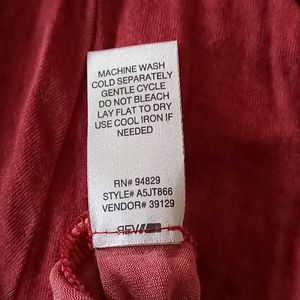 MACHINE WASH
COLD SEPARATELY
GENTLE CYCLE
DO NOT BLEACH
LAY FLAT TO DRY
USE COOL IRON IF
NEEDED
RN# 94829
STYLE# A5JT866
VENDOR# 39129